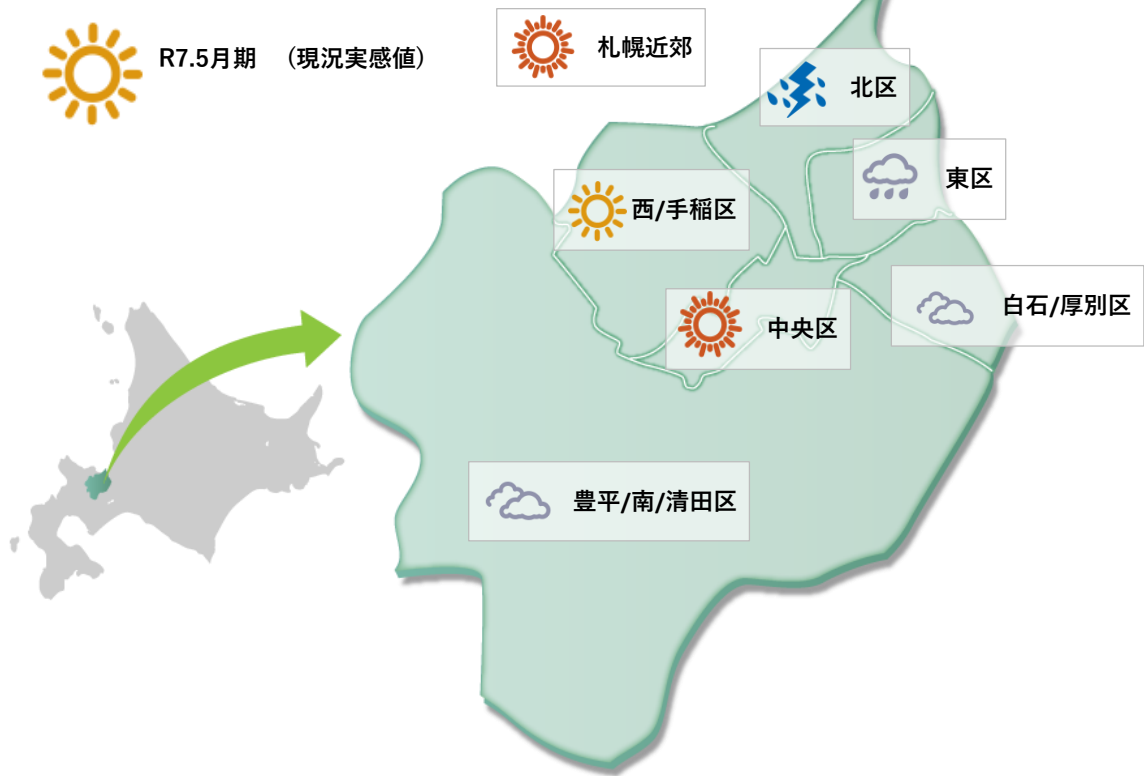 R7.5月期　（現況実感値）
札幌近郊
北区
東区
西/手稲区
白石/厚別区
中央区
豊平/南/清田区